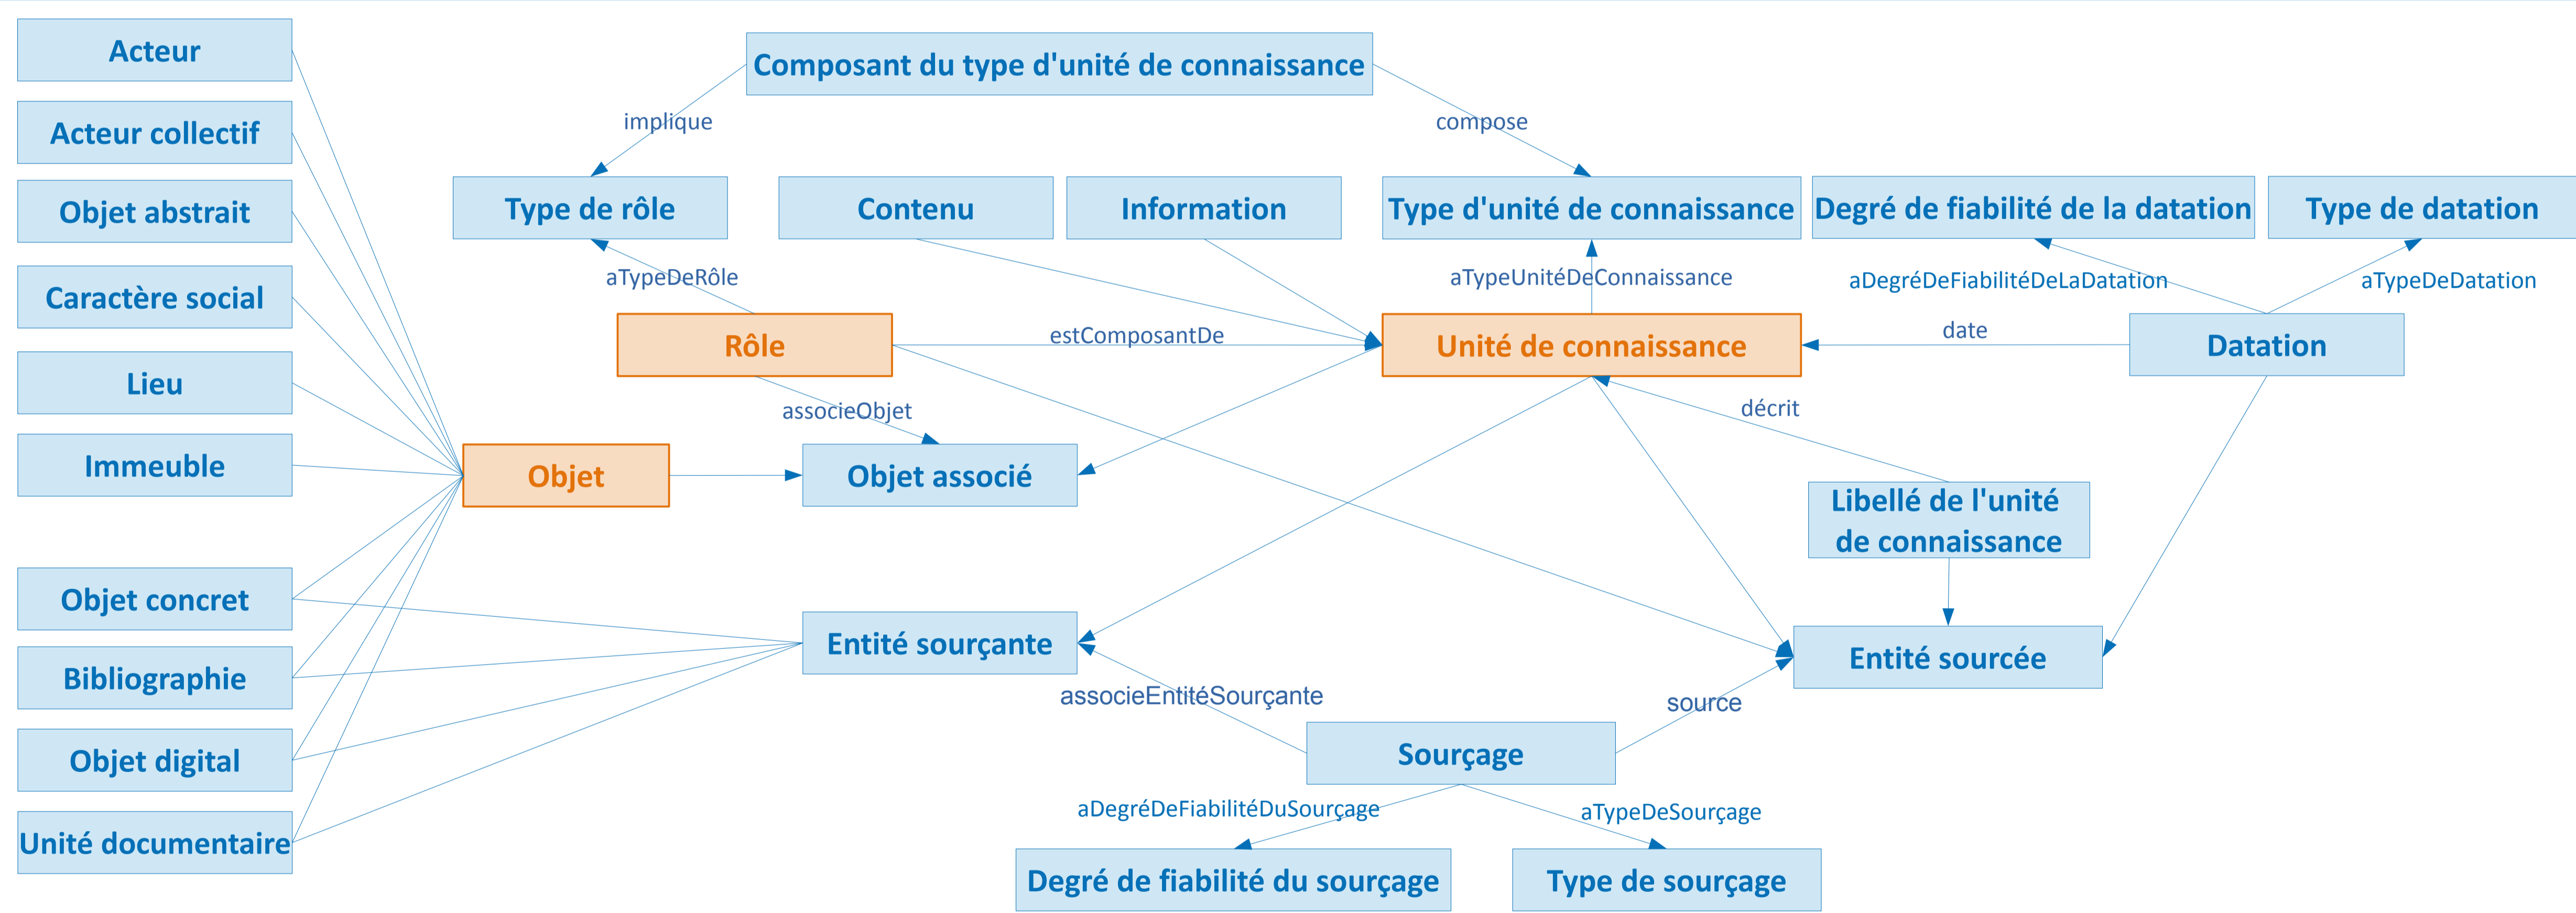 Acteur
Composant du type d'unité de connaissance
Acteur collectif
implique
compose
Objet abstrait
Type de rôle
Contenu
Information
Type d'unité de connaissance
Degré de fiabilité de la datation
Type de datation
aTypeDeRôle
aTypeUnitéDeConnaissance
aDegréDeFiabilitéDeLaDatation
aTypeDeDatation
Caractère social
Rôle
estComposantDe
Unité de connaissance
date
Datation
Lieu
associeObjet
décrit
Immeuble
Objet
Objet associé
Libellé de l'unité
de connaissance
Objet concret
Entité sourçante
Entité sourcée
Bibliographie
associeEntitéSourçante
source
Objet digital
Sourçage
aDegréDeFiabilitéDuSourçage
aTypeDeSourçage
Unité documentaire
Degré de fiabilité du sourçage
Type de sourçage